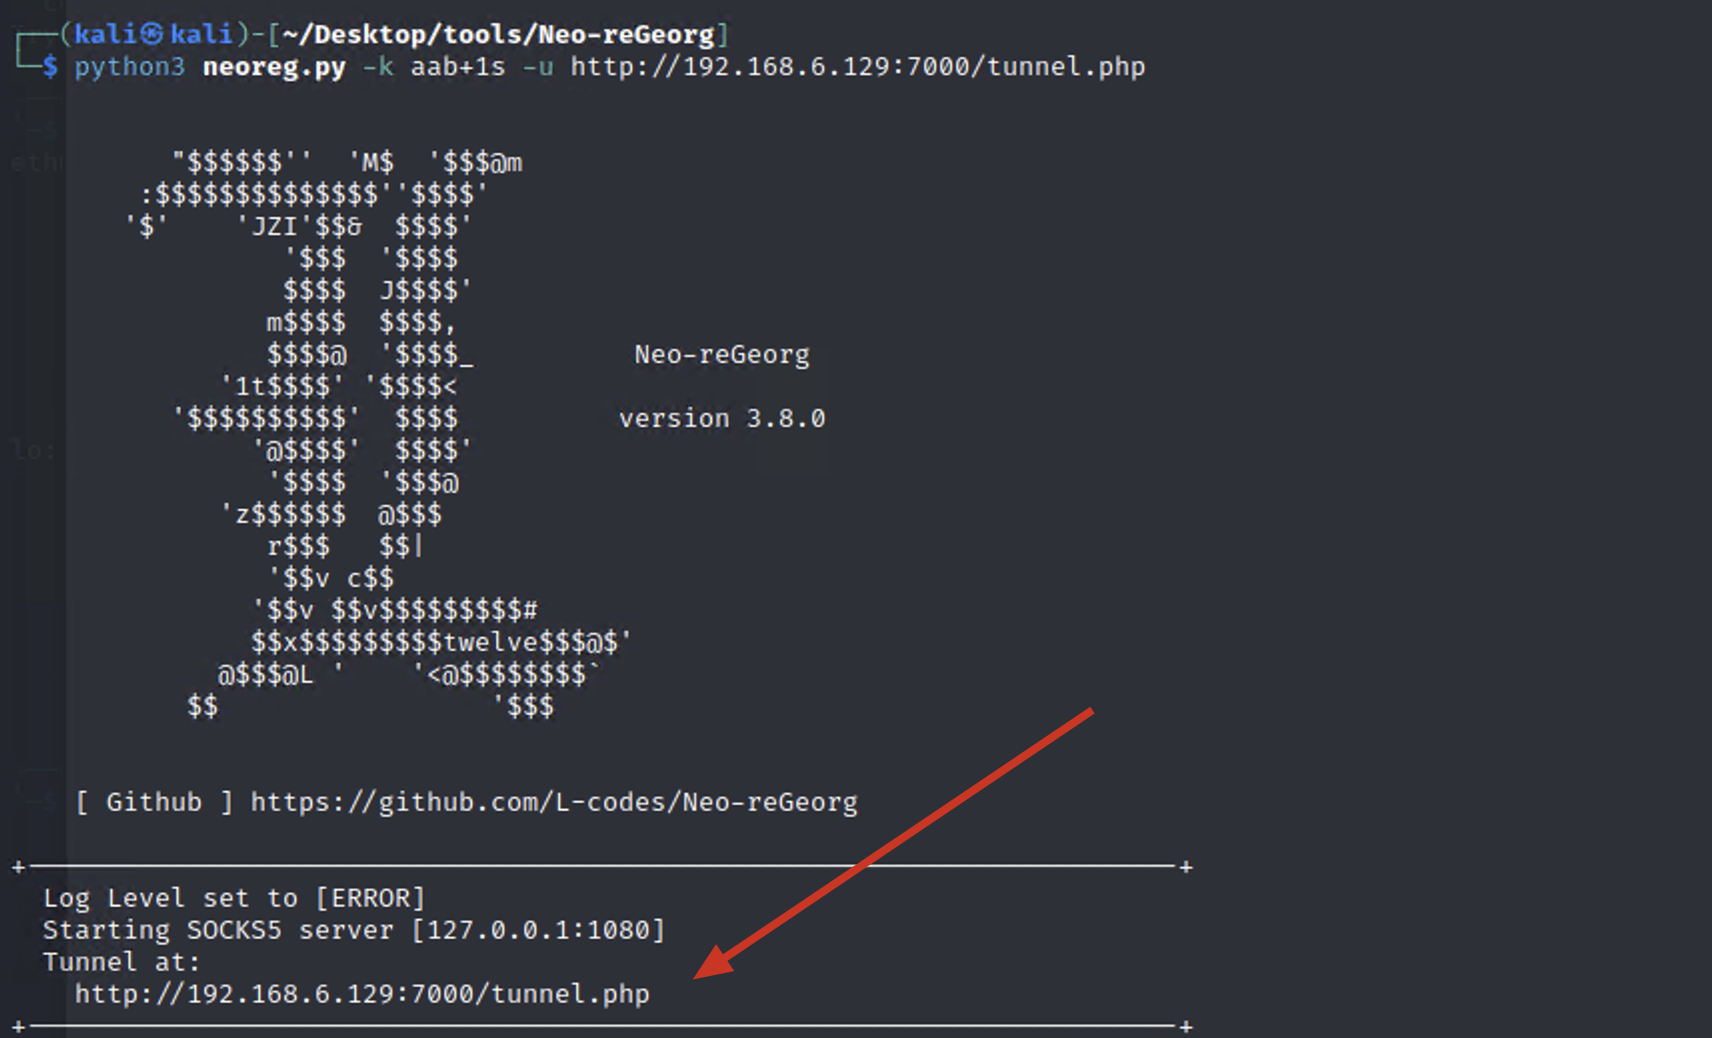 ┌──(kali㉿kali)-[~/Desktop/tools/Neo-reGeorg]
└─$ python3 neoreg.py -k aab+1s -u http://192.168.6.129:7000/tunnel.php
"$$$$$$'' 'M$ '$$$@m
:$$$$$$$$$$$$$$''$$$$'
'$' 'JZI'$$& $$$$'
'$$$ '$$$$
$$$$ J$$$$'
m$$$$ $$$$,
$$$$@ '$$$$_
Neo-reGeorg
'1t$$$$' '$$$$<
'$$$$$$$$$$' $$$$
version 3.8.0
'@$$$$' $$$$'
'$$$$ '$$$@
'z$$$$$$ @$$$
r$$$ $$|
'$$v c$$
'$$v $$v$$$$$$$$$#
$$x$$$$$$$$$twelve$$$@$'
@$$$@L ' '<@$$$$$$$$`
$$ '$$$
[ Github ] https://github.com/L-codes/Neo-reGeorg
Log Level set to [ERROR]
Starting SOCKS5 server [127.0.0.1:1080]
Tunnel at:
http://192.168.6.129:7000/tunnel.php